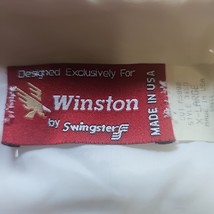 Designed Exclusively For
Winston
by Swingster
MADE IN USA